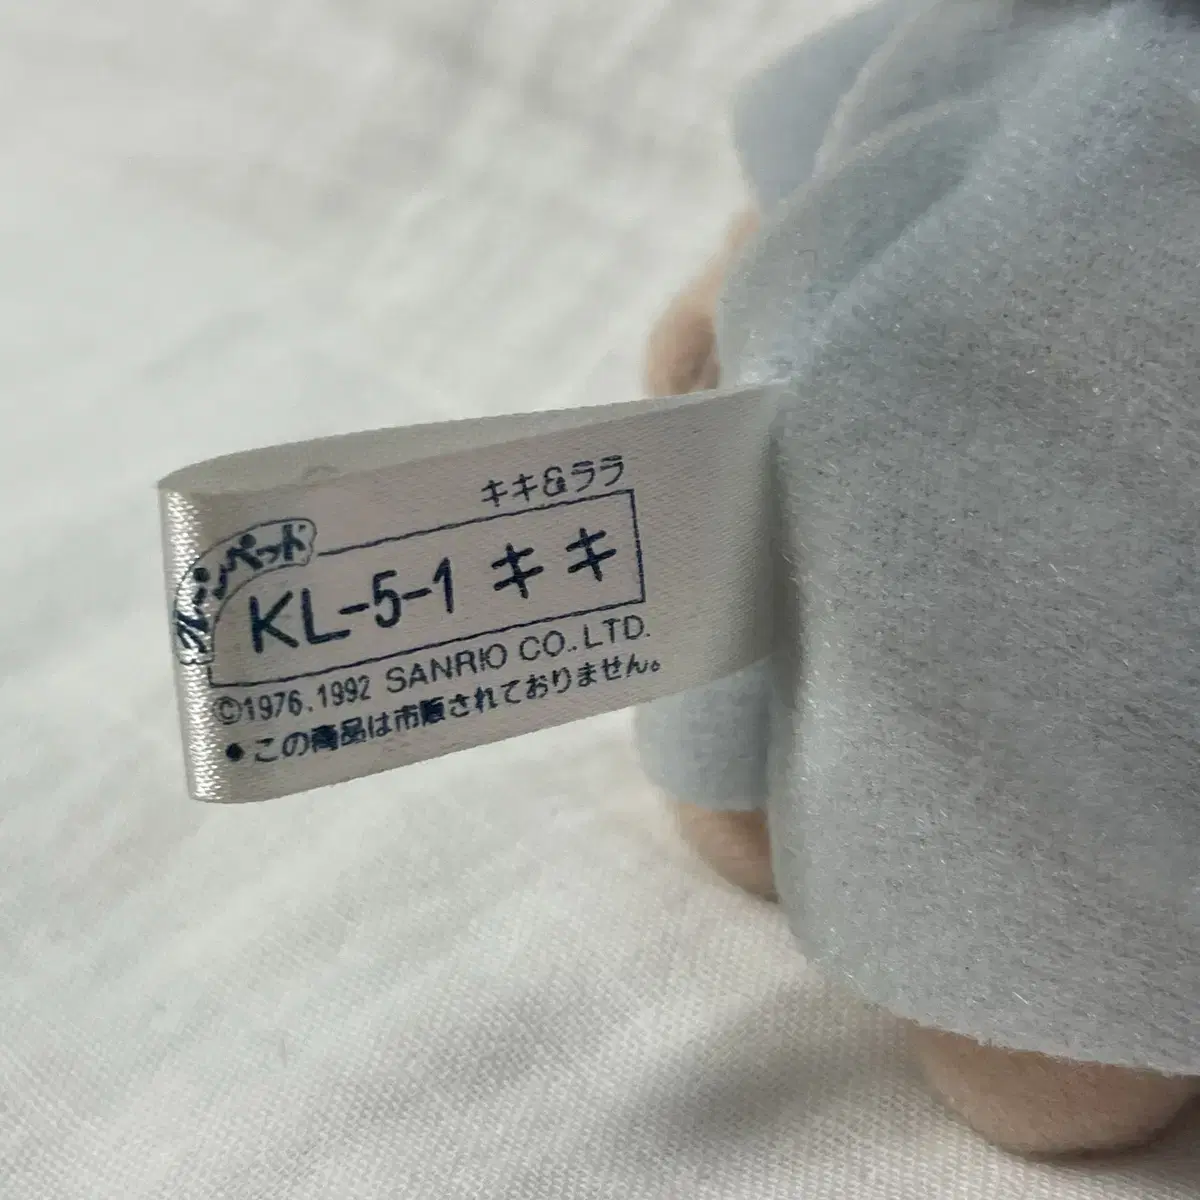 キキ&ララ
KL-5-1 キキ
©1976.1992 SANRIO CO., LTD.
●この商品は市販されておりません。